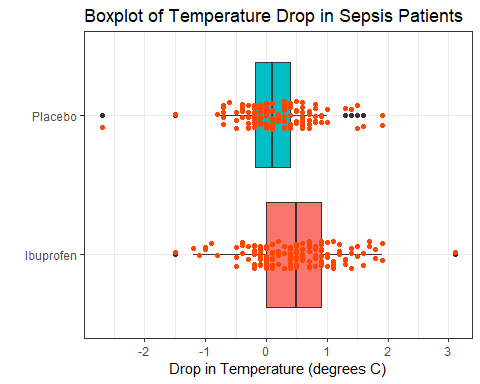 Boxplot of Temperature Drop in Sepsis Patients
Placebo
Ibuprofen
-2 -1 0 1 2 3
Drop in Temperature (degrees C)